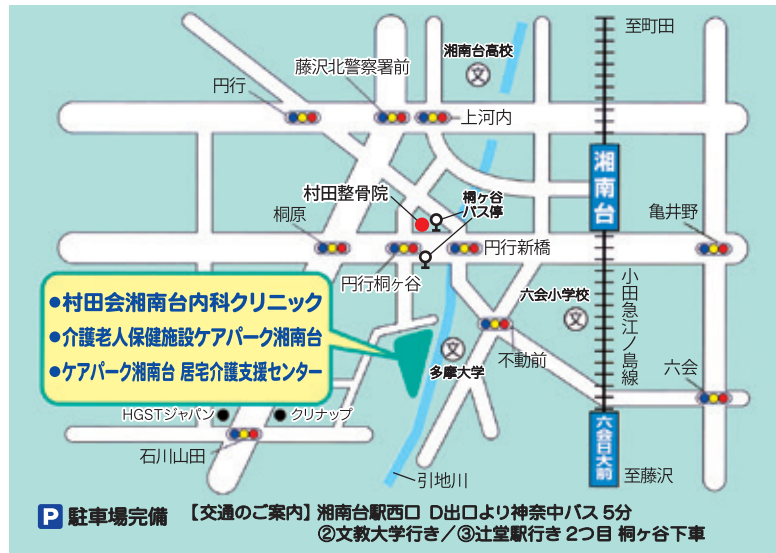 至町田
湘南台高校
文
藤沢北警察署前
円行
上河内
湘南台
村田整骨院
桐ヶ谷
バス停
桐原
亀井野
円行新橋
円行桐ヶ谷
六会小学校
文
小田急江ノ島線
●村田会湘南台内科クリニック
●介護老人保健施設ケアパーク湘南台
●ケアパーク湘南台 居宅介護支援センター
文
多摩大学
不動前
六会
HGSTジャパン
クリナップ
石川山田
六会日大前
引地川
至藤沢
P 駐車場完備 【交通のご案内】湘南台駅西口 D出口より神奈中バス 5分
②文教大学行き／③辻堂駅行き 2つ目 桐ヶ谷下車